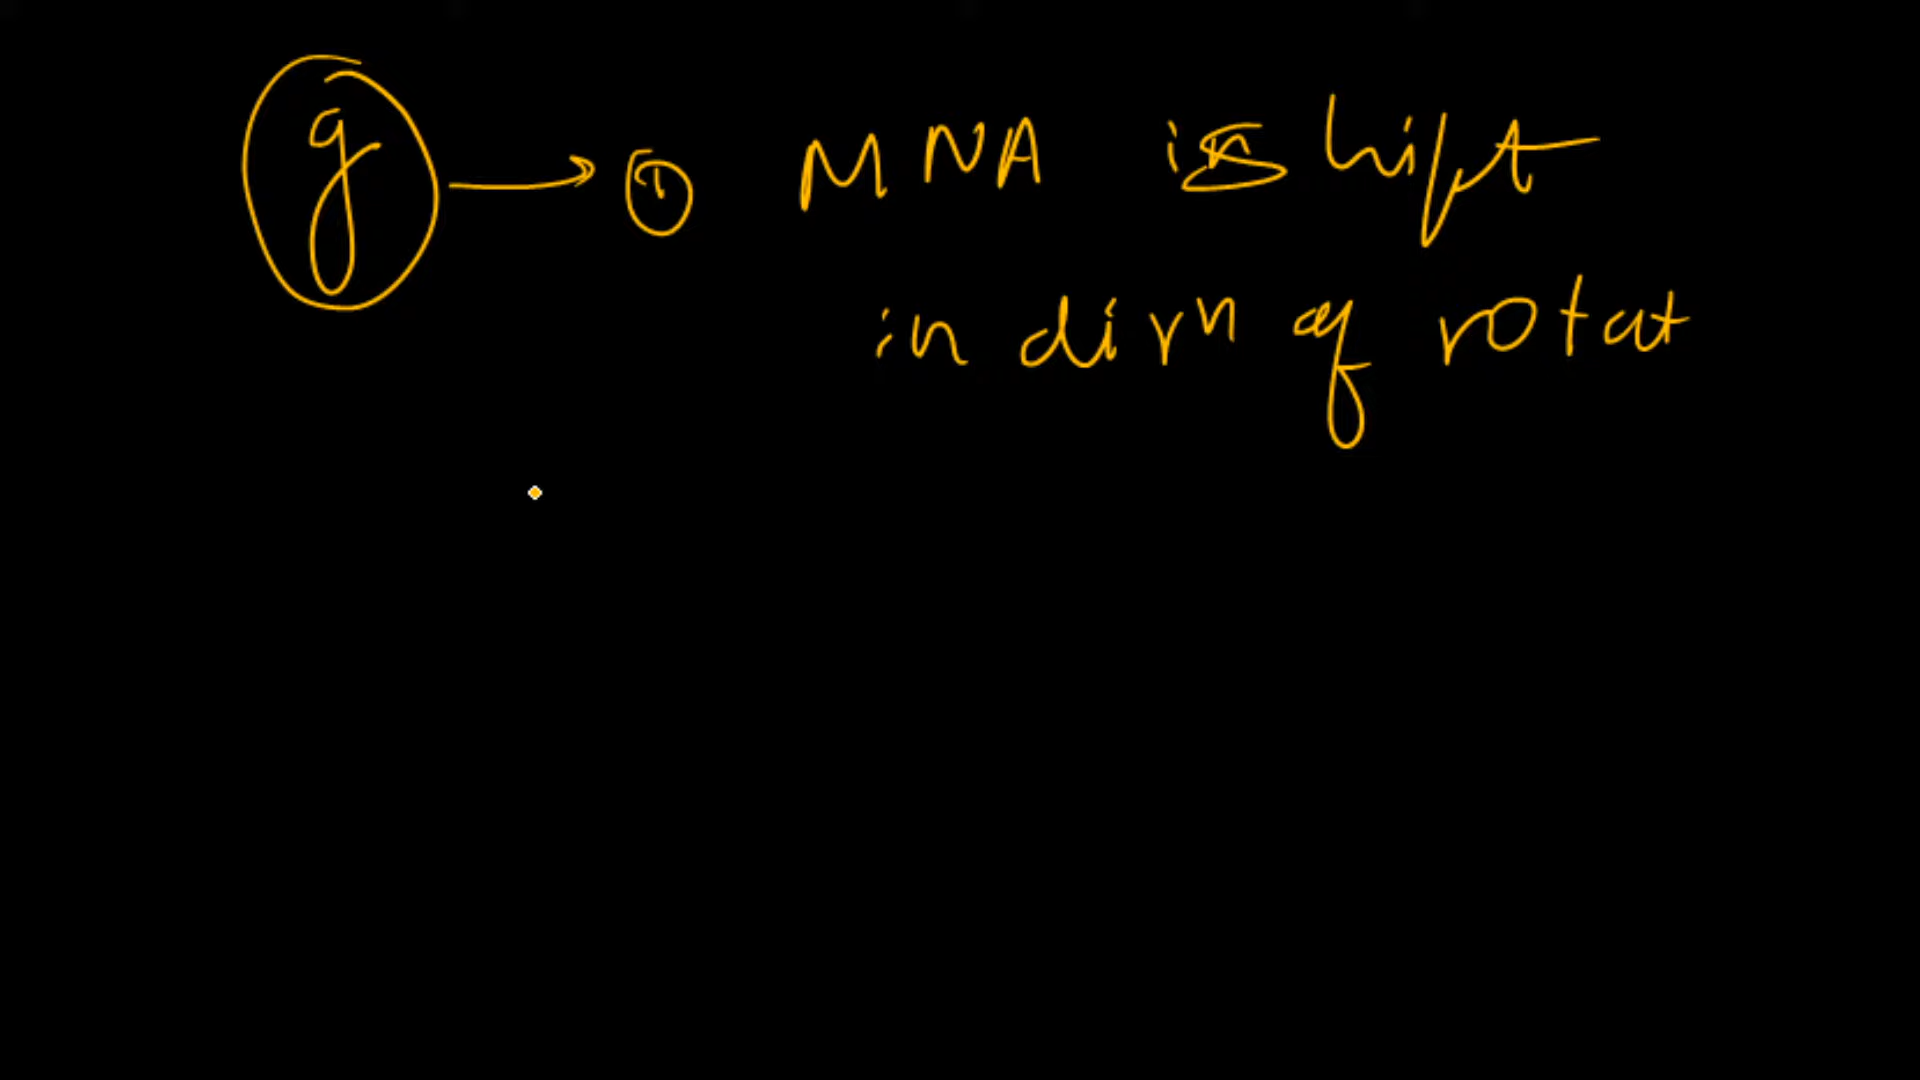 g → ① MNA is shift
in dirn of rotat